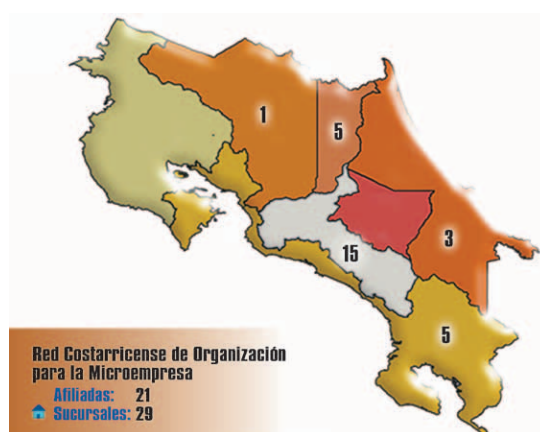 1
5
3
15
5
Red Costarricense de Organización
para la Microempresa
Afiliadas: 21
Sucursales: 29